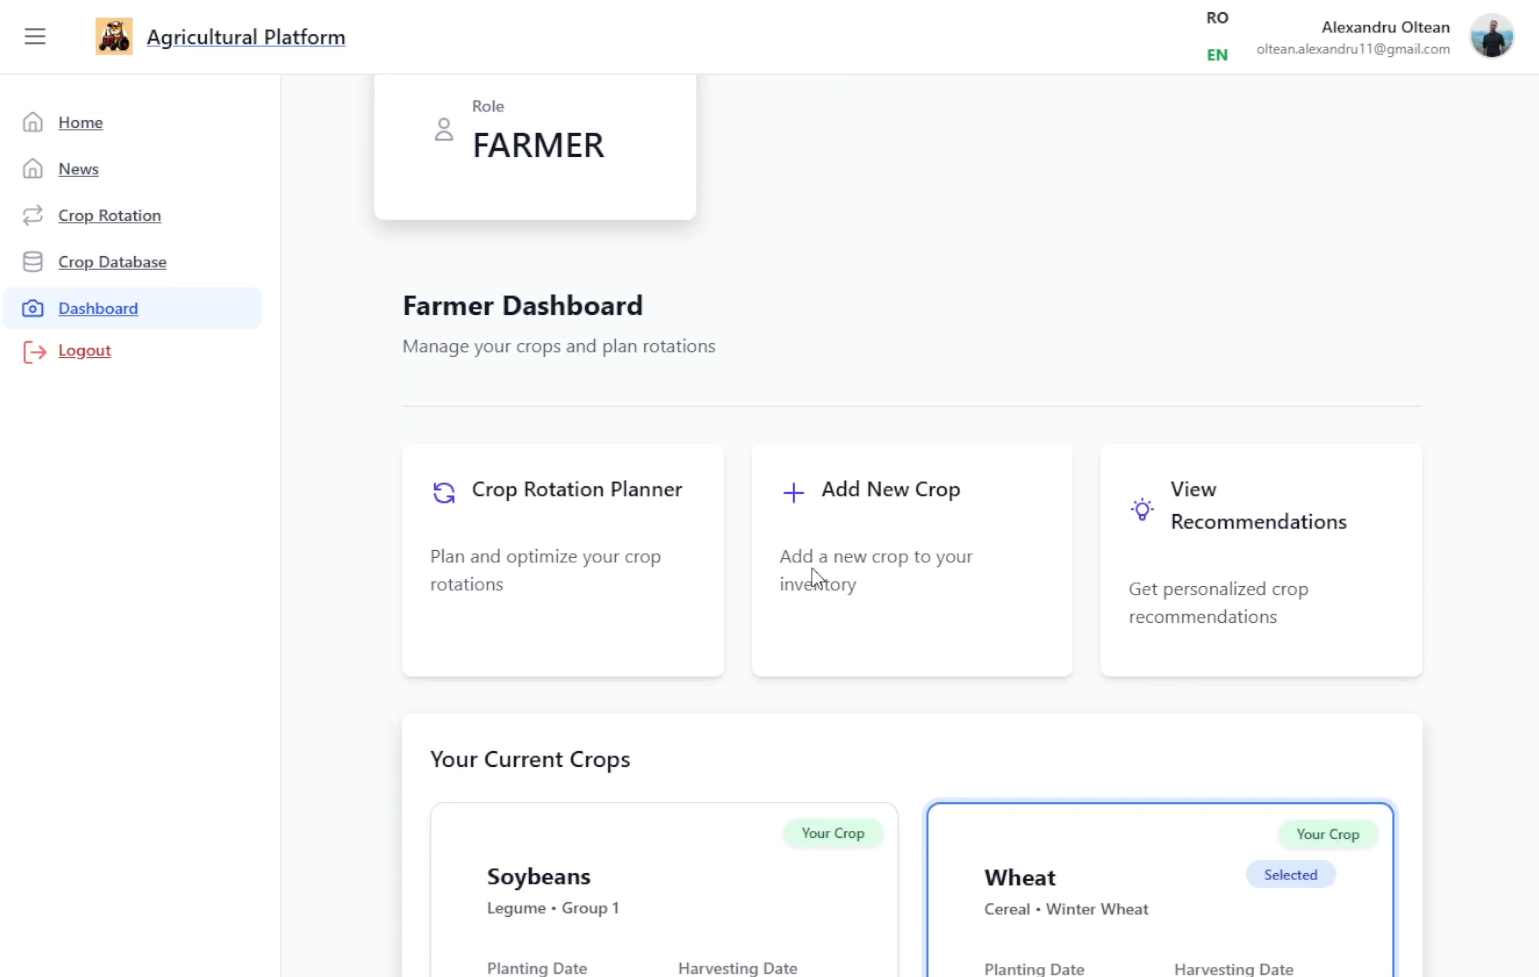 Agricultural Platform
RO
EN
Alexandru Oltean
oltean.alexandru11@gmail.com
Home
News
Crop Rotation
Crop Database
Dashboard
Logout
Role
FARMER
Farmer Dashboard
Manage your crops and plan rotations
Crop Rotation Planner
Plan and optimize your crop
rotations
Add New Crop
Add a new crop to your
inventory
View
Recommendations
Get personalized crop
recommendations
Your Current Crops
Your Crop
Soybeans
Legume • Group 1
Planting Date
Harvesting Date
Your Crop
Selected
Wheat
Cereal • Winter Wheat
Planting Date
Harvesting Date